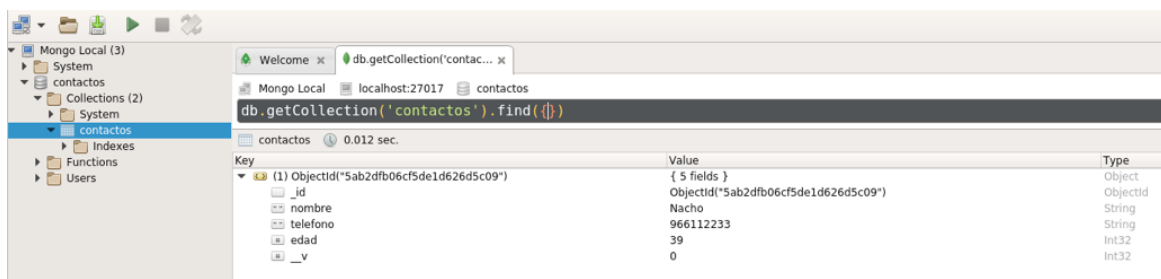 Mongo Local (3)
System
contactos
Collections (2)
System
contactos
Indexes
Functions
Users
Welcome × db.getCollection('contac... ×
Mongo Local localhost:27017 contactos
db.getCollection('contactos').find({})
contactos 0.012 sec.
Key Value Type
(1) ObjectId("5ab2dfb06cf5de1d626d5c09") { 5 fields } Object
_id ObjectId("5ab2dfb06cf5de1d626d5c09") ObjectId
nombre Nacho String
telefono 966112233 String
edad 39 Int32
__v 0 Int32